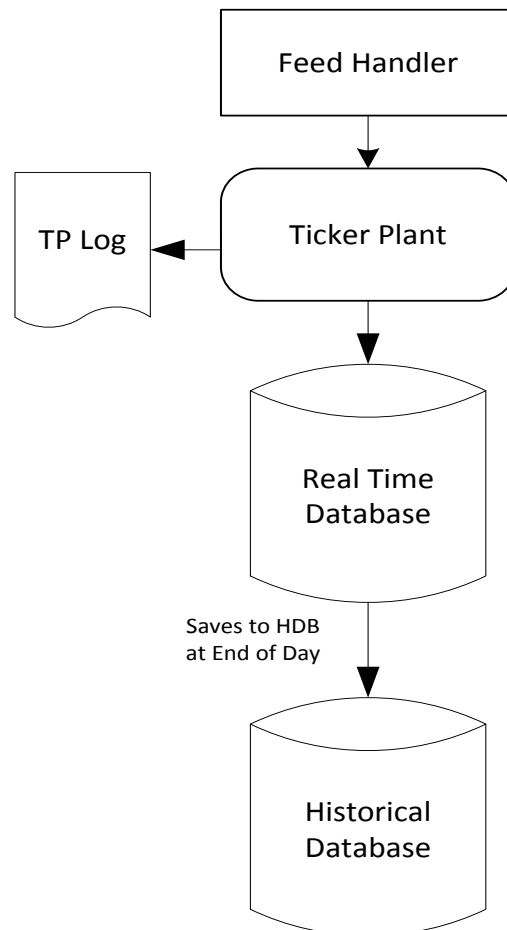 Feed Handler
TP Log
Ticker Plant
Real Time
Database
Saves to HDB
at End of Day
Historical
Database